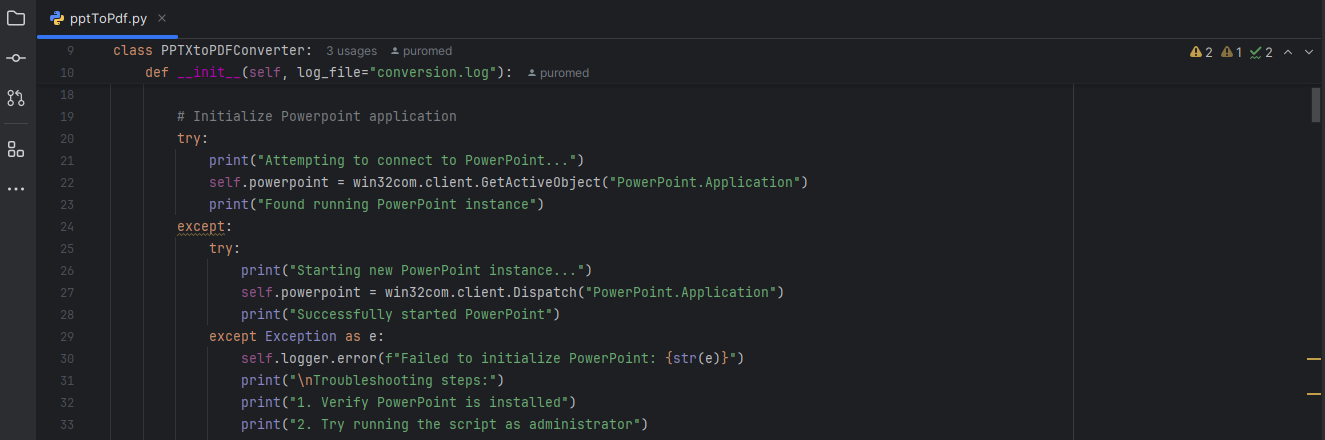 pptToPdf.py
9 class PPTXtoPDFConverter: 3 usages puromed
2 1 2
10 def __init__(self, log_file="conversion.log"): puromed
18
19 # Initialize Powerpoint application
20 try:
21 print("Attempting to connect to PowerPoint...")
22 self.powerpoint = win32com.client.GetActiveObject("PowerPoint.Application")
23 print("Found running PowerPoint instance")
24 except:
25 try:
26 print("Starting new PowerPoint instance...")
27 self.powerpoint = win32com.client.Dispatch("PowerPoint.Application")
28 print("Successfully started PowerPoint")
29 except Exception as e:
30 self.logger.error(f"Failed to initialize PowerPoint: {str(e)}")
31 print("\nTroubleshooting steps:")
32 print("1. Verify PowerPoint is installed")
33 print("2. Try running the script as administrator")